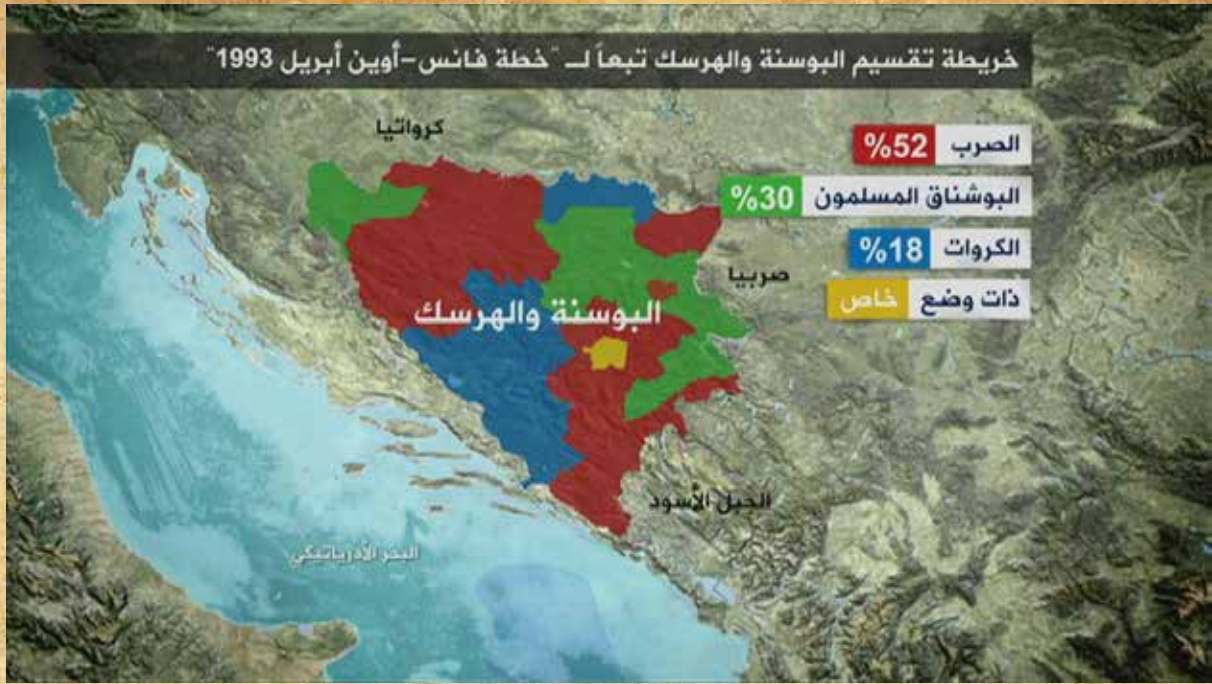 خريطة تقسيم البوسنة والهرسك تبعاً لــ "خطة فانس-أوين أبريل 1993"
كرواتيا
الصرب 52%
البوشناق المسلمون 30%
الكروات 18%
ذات وضع خاص
صربيا
البوسنة والهرسك
الجبل الأسود
البحر الأدرياتيكي